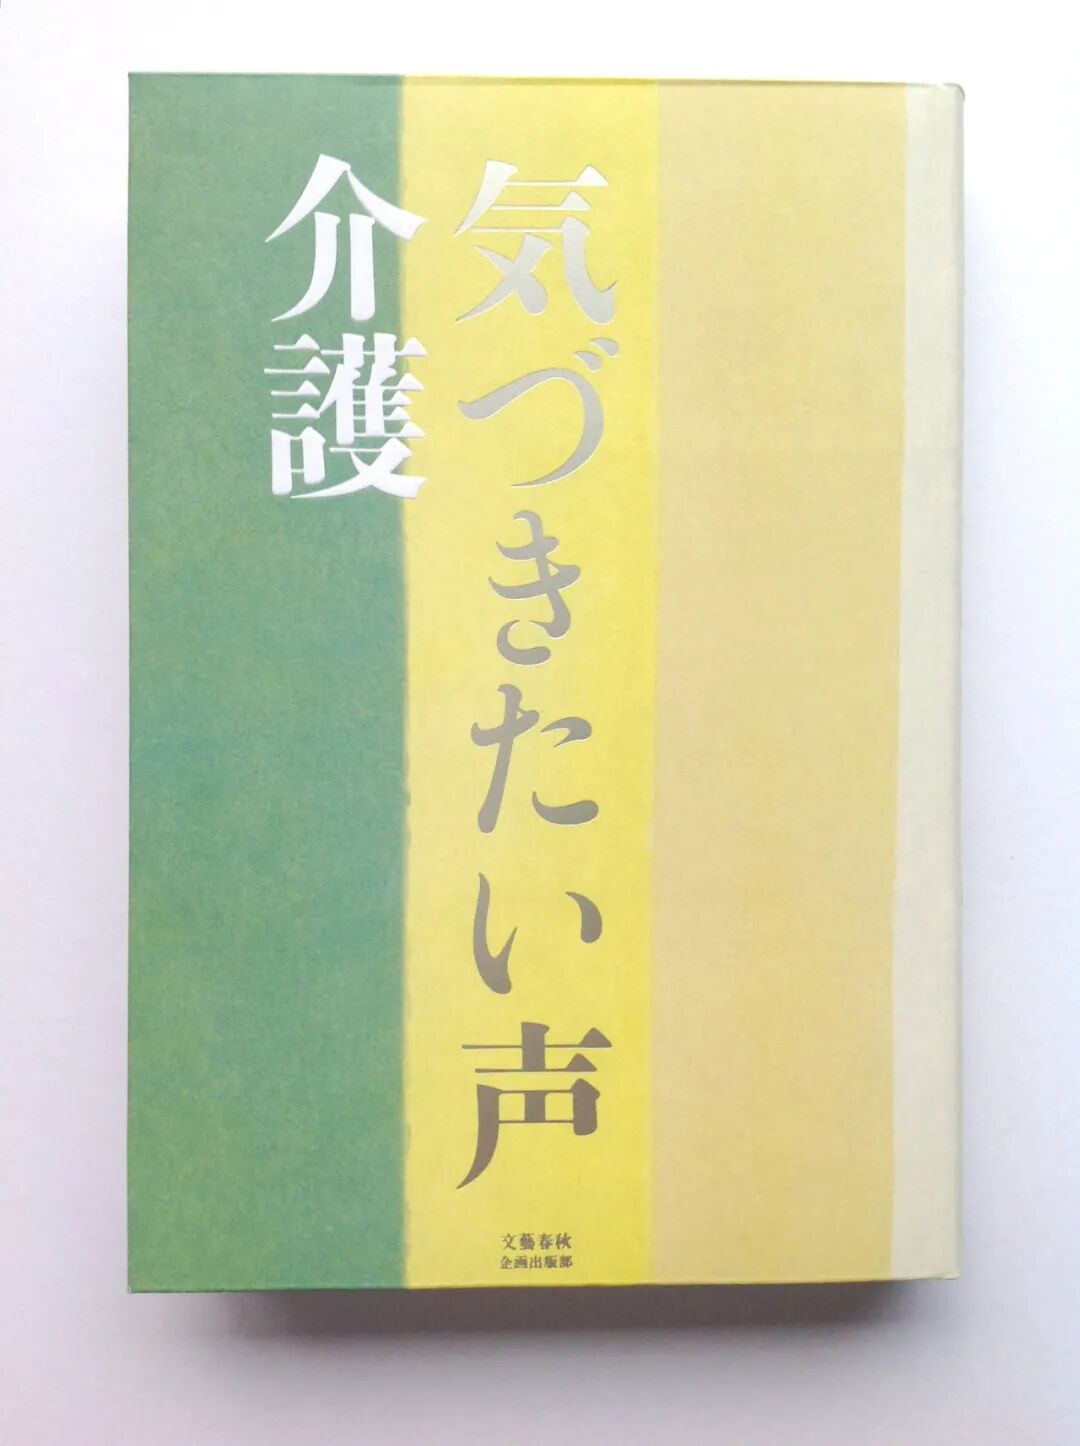 気づきたい声
介護
文藝春秋
企画出版部